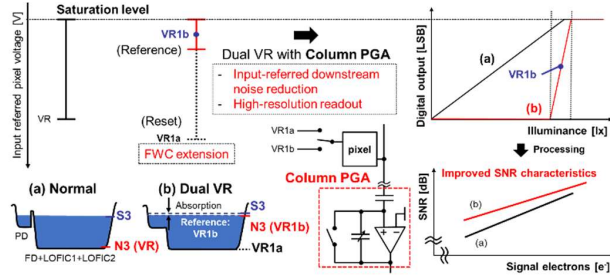 Input referred pixel voltage [V]
Saturation level
VR
VR1b
(Reference)
(Reset)
VR1a
FWC extension
Dual VR with Column PGA
- Input-referred downstream
noise reduction
- High-resolution readout
Digital output [LSB]
(a)
VR1b
(b)
Illuminance [lx]
Processing
VR1a
VR1b
pixel
Column PGA
(a) Normal
S3
PD
N3 (VR)
FD+LOFIC1+LOFIC2
(b) Dual VR
Absorption
Reference:
VR1b
S3
N3 (VR1b)
VR1a
Improved SNR characteristics
SNR [dB]
(b)
(a)
Signal electrons [e-]